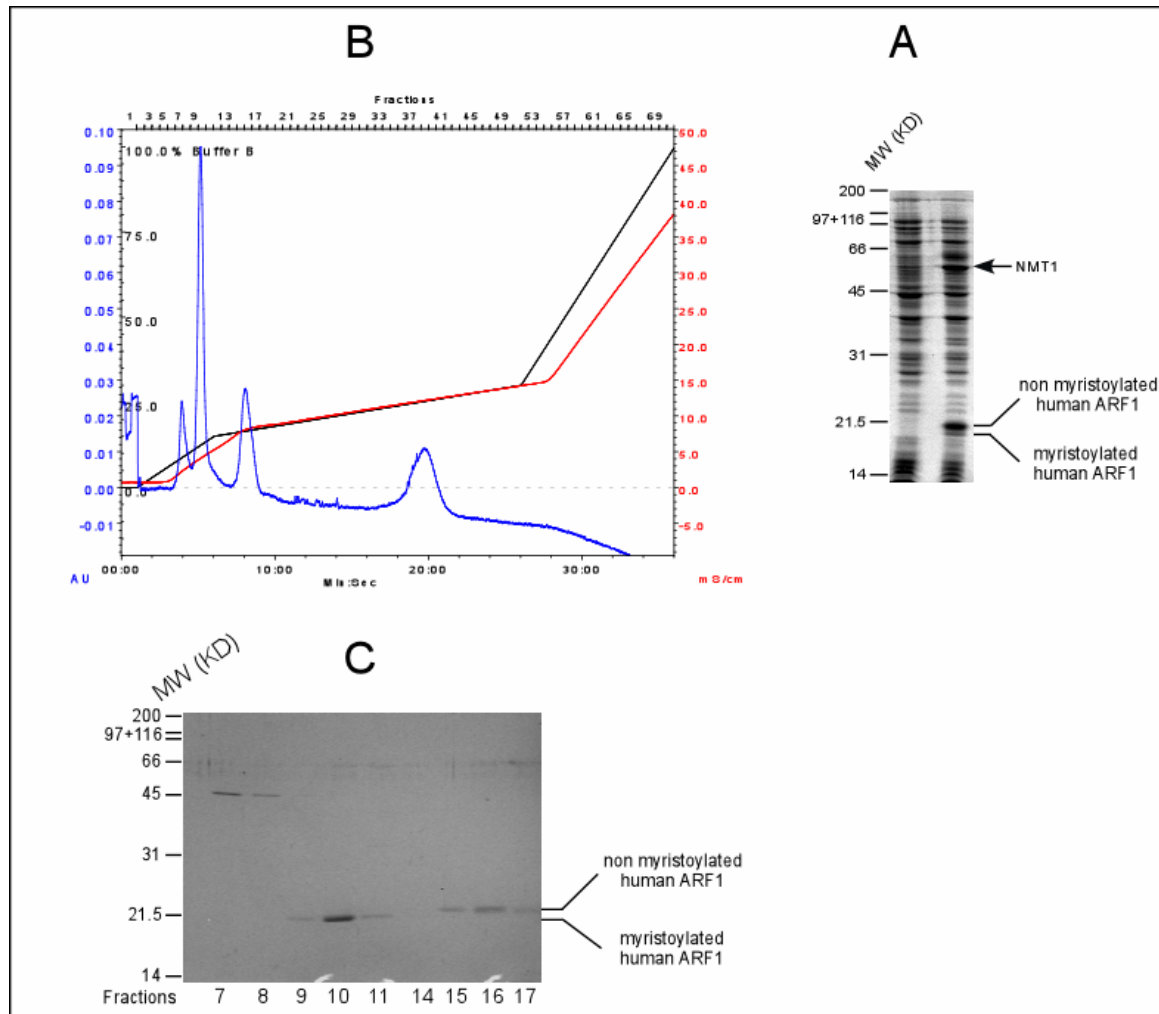 B
A
Fractions
1 3 5 7 9 13 17 21 25 29 33 37 41 45 49 53 57 61 65 69
100.0 % Buffer B
75.0
50.0
25.0
0.0
0.10
0.09
0.08
0.07
0.06
0.05
0.04
0.03
0.02
0.01
0.00
-0.01
50.0
45.0
40.0
35.0
30.0
25.0
20.0
15.0
10.0
5.0
0.0
-5.0
AU
00:00 10:00 20:00 30:00
Min:Sec
mS/cm
MW (KD)
200
97+116
66
45
31
21.5
14
NMT1
non myristoylated
human ARF1
myristoylated
human ARF1
C
MW (KD)
200
97+116
66
45
31
21.5
14
non myristoylated
human ARF1
myristoylated
human ARF1
Fractions 7 8 9 10 11 14 15 16 17